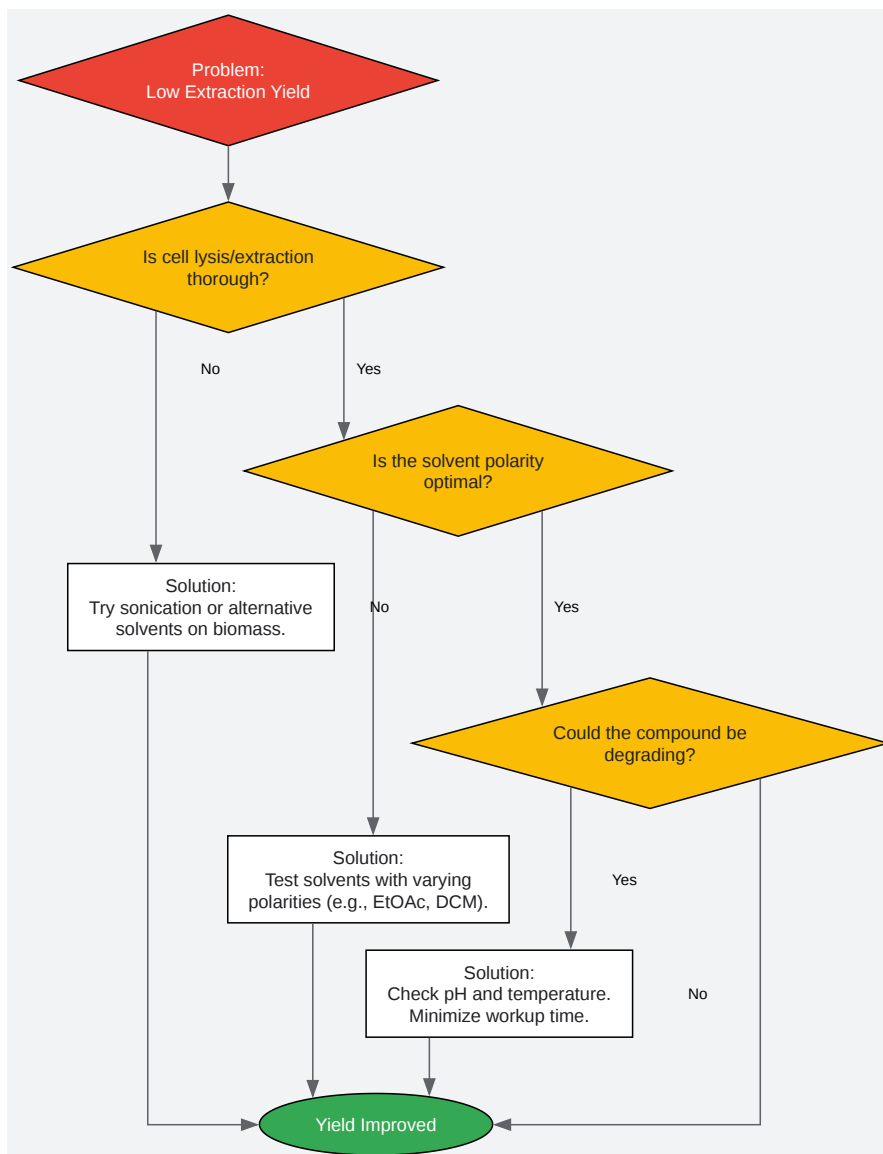 Problem:
Low Extraction Yield
Is cell lysis/extraction
thorough?
No
Yes
Is the solvent polarity
optimal?
Solution:
Try sonication or alternative
solvents on biomass.
No
Yes
Could the compound be
degrading?
Solution:
Test solvents with varying
polarities (e.g., EtOAc, DCM).
Yes
Solution:
Check pH and temperature.
Minimize workup time.
No
Yield Improved